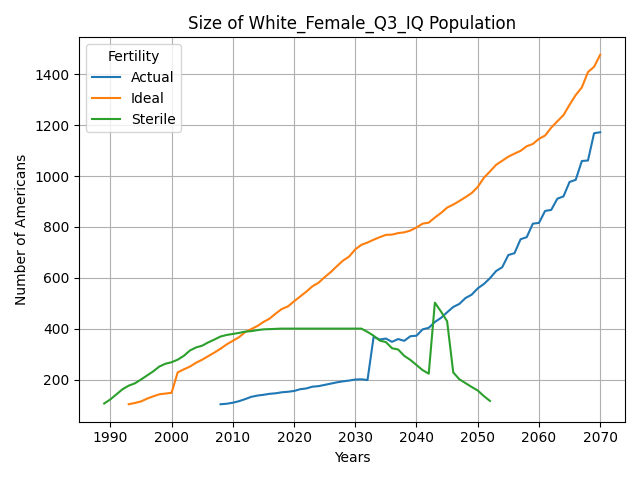 Size of White_Female_Q3_IQ Population
Fertility
Actual
Ideal
Sterile
Number of Americans
1400
1200
1000
800
600
400
200
1990 2000 2010 2020 2030 2040 2050 2060 2070
Years